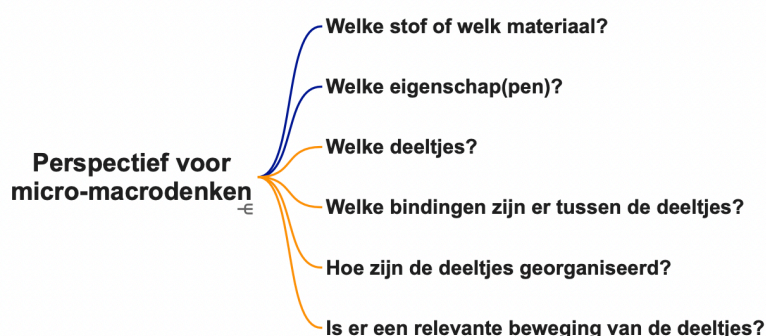 Welke stof of welk materiaal?
Welke eigenschap(pen)?
Welke deeltjes?
Perspectief voor
micro-macrodenken
Welke bindingen zijn er tussen de deeltjes?
Hoe zijn de deeltjes georganiseerd?
Is er een relevante beweging van de deeltjes?